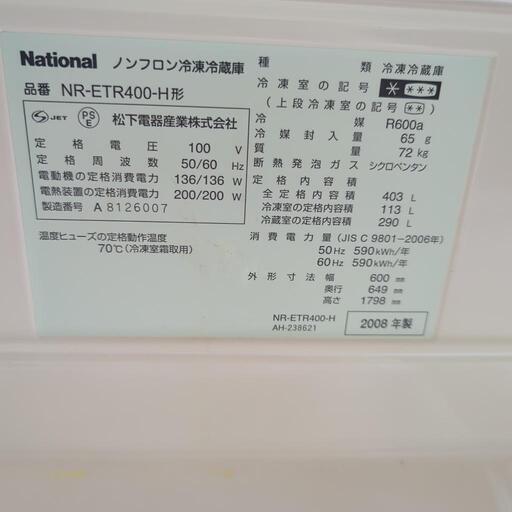 National ノンフロン冷凍冷蔵庫
品番 NR-ETR400-H形
JET PSE 松下電器産業株式会社
定格電圧 100 V
定格周波数 50/60 Hz
電動機の定格消費電力 136/136 W
電熱装置の定格消費電力 200/200 W
製造番号 A 8126007
温度ヒューズの定格動作温度
70℃(冷凍室霜取用)
種類 冷凍冷蔵庫
冷凍室の記号 * ***
(上段冷凍室の記号 **)
冷媒 R600a
冷媒封入量 65 g
質量 72 kg
断熱発泡ガス シクロペンタン
定格内容積
全定格内容積 403 L
冷凍室の定格内容積 113 L
冷蔵室の定格内容積 290 L
消費電力量(JIS C 9801-2006年)
50Hz 590kWh/年
60Hz 590kWh/年
外形寸法 幅 600 mm
奥行 649 mm
高さ 1798 mm
NR-ETR400-H
AH-238621
2008年製